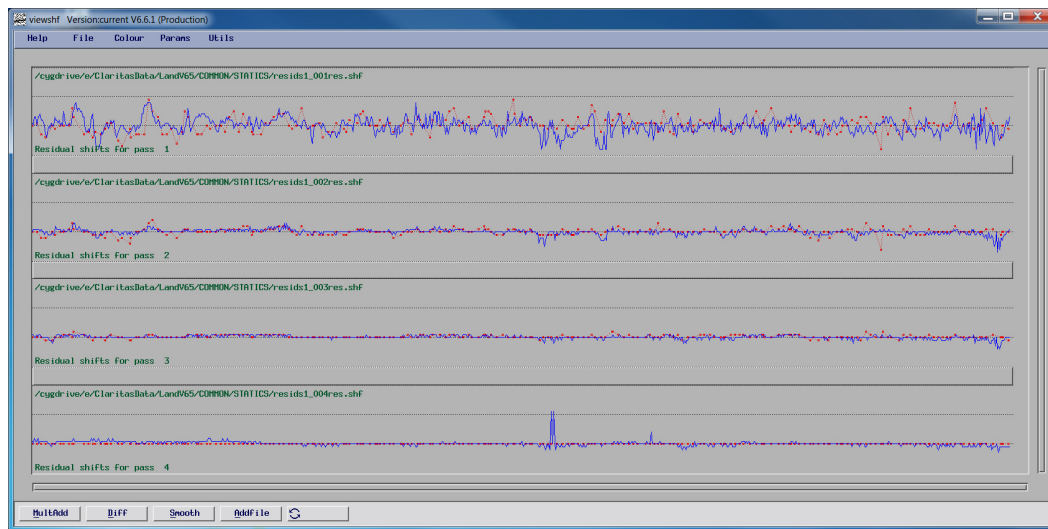 viewshf Version:current V6.6.1 (Production)
Help File Colour Params Utils
/cygdrive/e/ClaritasData/LandV65/COMMON/STATICS/resids1_001res.shf
Residual shifts for pass 1
/cygdrive/e/ClaritasData/LandV65/COMMON/STATICS/resids1_002res.shf
Residual shifts for pass 2
/cygdrive/e/ClaritasData/LandV65/COMMON/STATICS/resids1_003res.shf
Residual shifts for pass 3
/cygdrive/e/ClaritasData/LandV65/COMMON/STATICS/resids1_004res.shf
Residual shifts for pass 4
MultAdd Diff Smooth AddFile